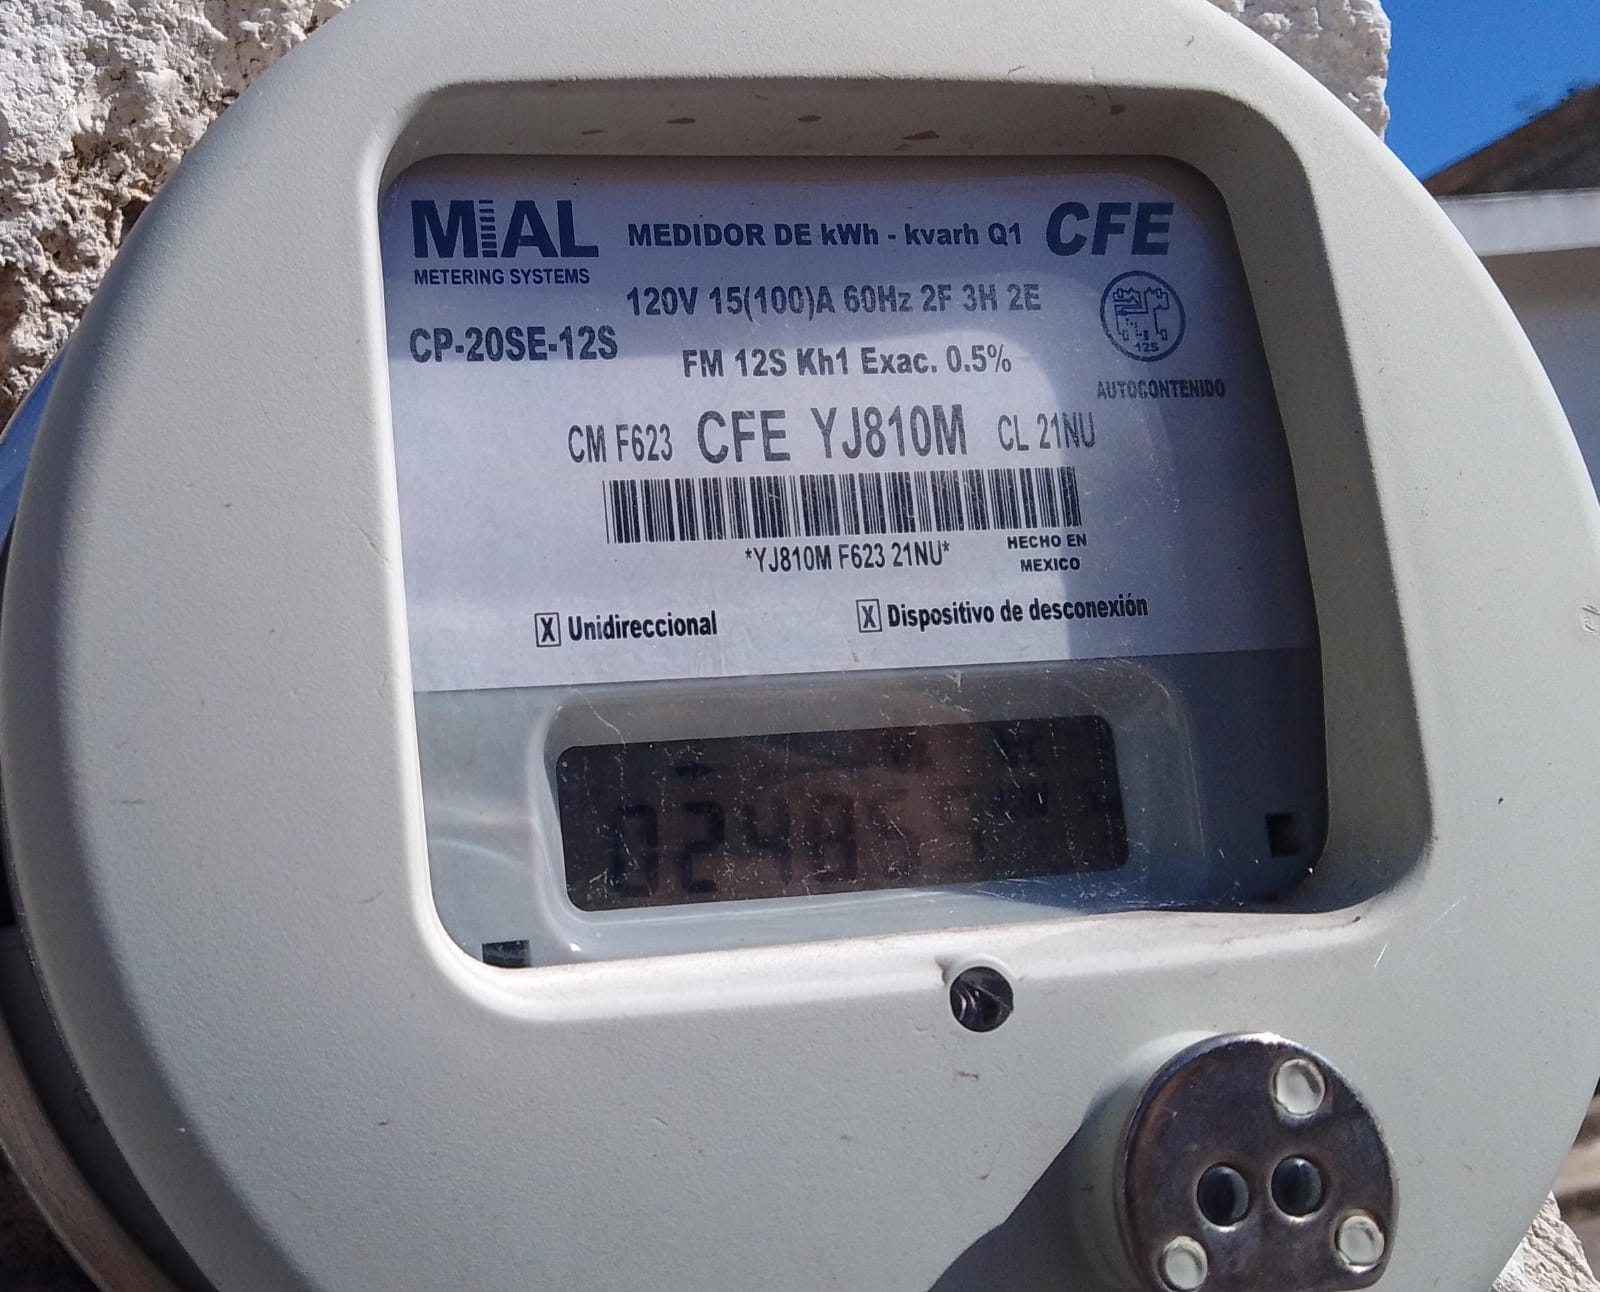 MIAL
METERING SYSTEMS
MEDIDOR DE kWh - kvarh Q1
CFE
120V 15(100)A 60Hz 2F 3H 2E
CP-20SE-12S
12S
FM 12S Kh1 Exac. 0.5%
AUTOCONTENIDO
CM F623 CFE YJ810M CL 21NU
*YJ810M F623 21NU*
HECHO EN
MEXICO
X Unidireccional
X Dispositivo de desconexión